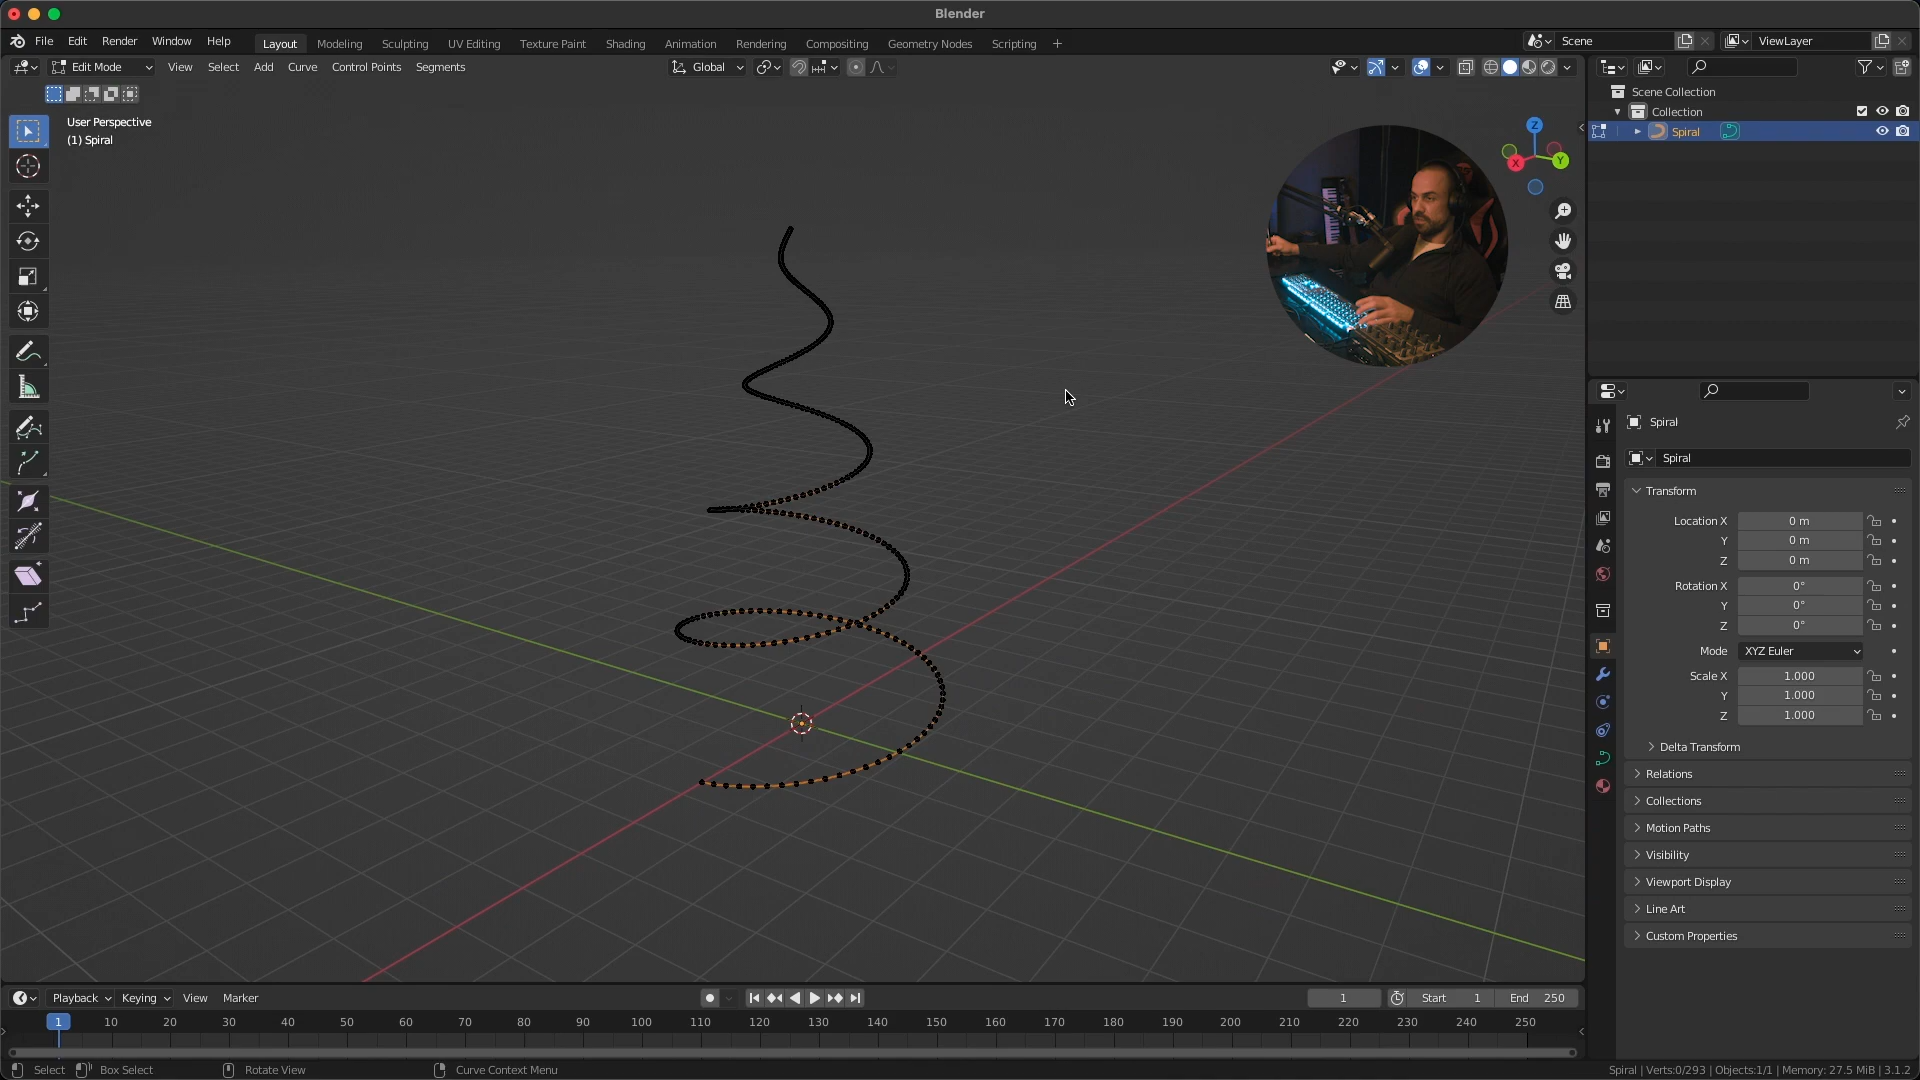 Blender
File Edit Render Window Help Layout Modeling Sculpting UV Editing Texture Paint Shading Animation Rendering Compositing Geometry Nodes Scripting + Scene ViewLayer
Edit Mode View Select Add Curve Control Points Segments Global
User Perspective
(1) Spiral
Z
X
Y
Scene Collection
Collection
Spiral
Spiral
Spiral
Transform
Location X 0 m
Y 0 m
Z 0 m
Rotation X 0°
Y 0°
Z 0°
Mode XYZ Euler
Scale X 1.000
Y 1.000
Z 1.000
Delta Transform
Relations
Collections
Motion Paths
Visibility
Viewport Display
Line Art
Custom Properties
Playback Keying View Marker 1 Start 1 End 250
1 10 20 30 40 50 60 70 80 90 100 110 120 130 140 150 160 170 180 190 200 210 220 230 240 250
Select Box Select Rotate View Curve Context Menu Spiral | Verts:0/293 | Objects:1/1 | Memory: 27.5 MiB | 3.1.2